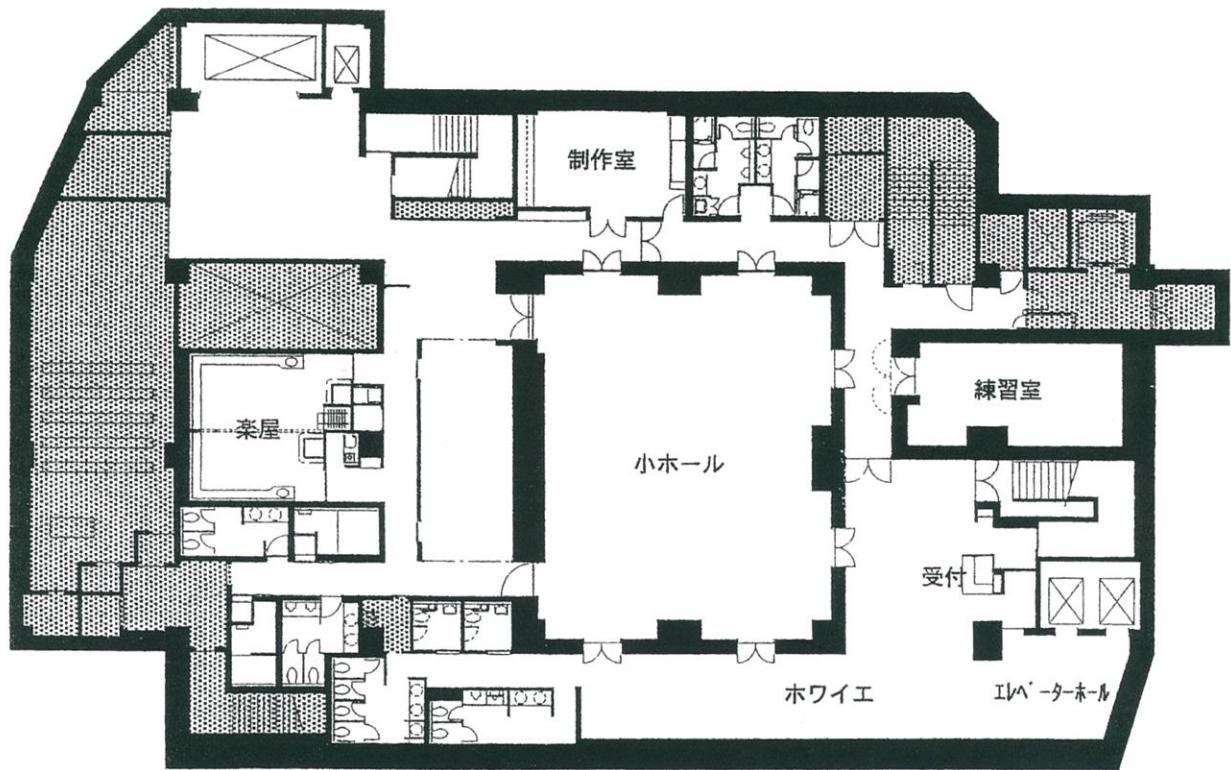 制作室
練習室
楽屋
小ホール
受付
ホワイエ
エレベーターホール